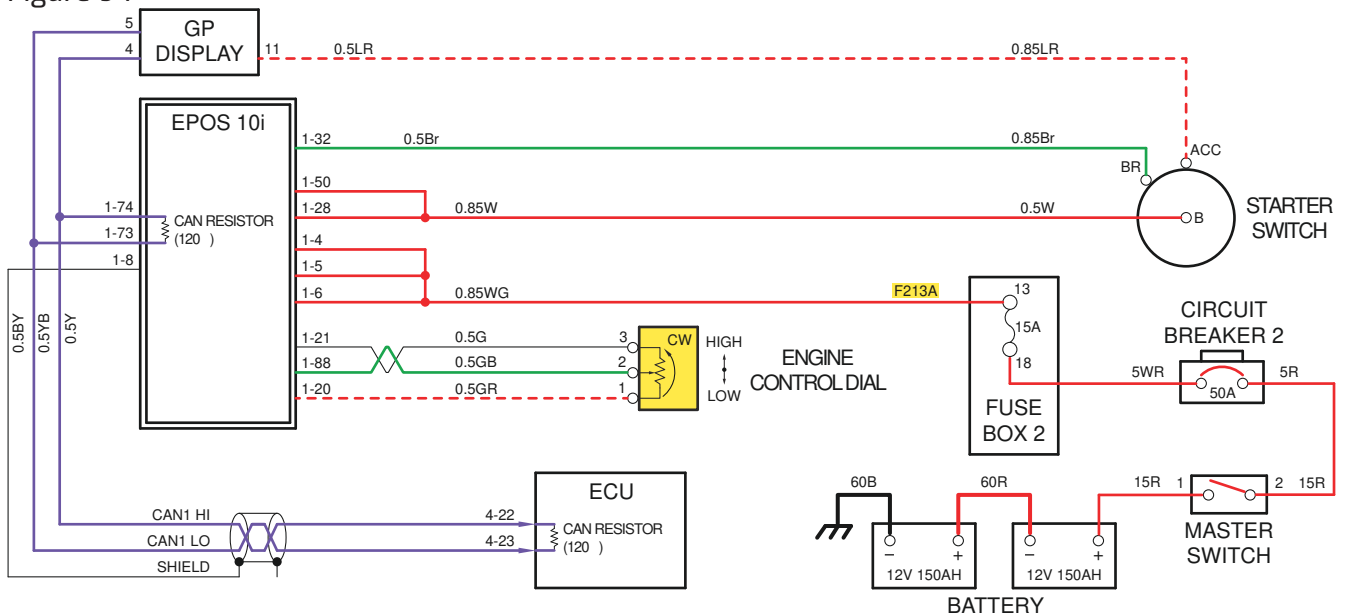 5
GP
DISPLAY
4
11
0.5LR
0.85LR
EPOS 10i
1-32
0.5Br
0.85Br
BR
ACC
1-50
1-28
0.85W
0.5W
B
STARTER
SWITCH
1-74
1-73
CAN RESISTOR
(120 )
1-8
1-4
1-5
1-6
0.85WG
F213A
13
15A
18
FUSE
BOX 2
CIRCUIT
BREAKER 2
5WR
5R
50A
0.5BY
0.5YB
0.5Y
1-21
0.5G
3
CW
HIGH
1-88
0.5GB
2
ENGINE
CONTROL DIAL
1-20
0.5GR
1
LOW
60B
60R
15R
1
2
15R
MASTER
SWITCH
−
+
12V 150AH
−
+
12V 150AH
BATTERY
ECU
CAN1 HI
4-22
CAN RESISTOR
(120 )
CAN1 LO
4-23
SHIELD